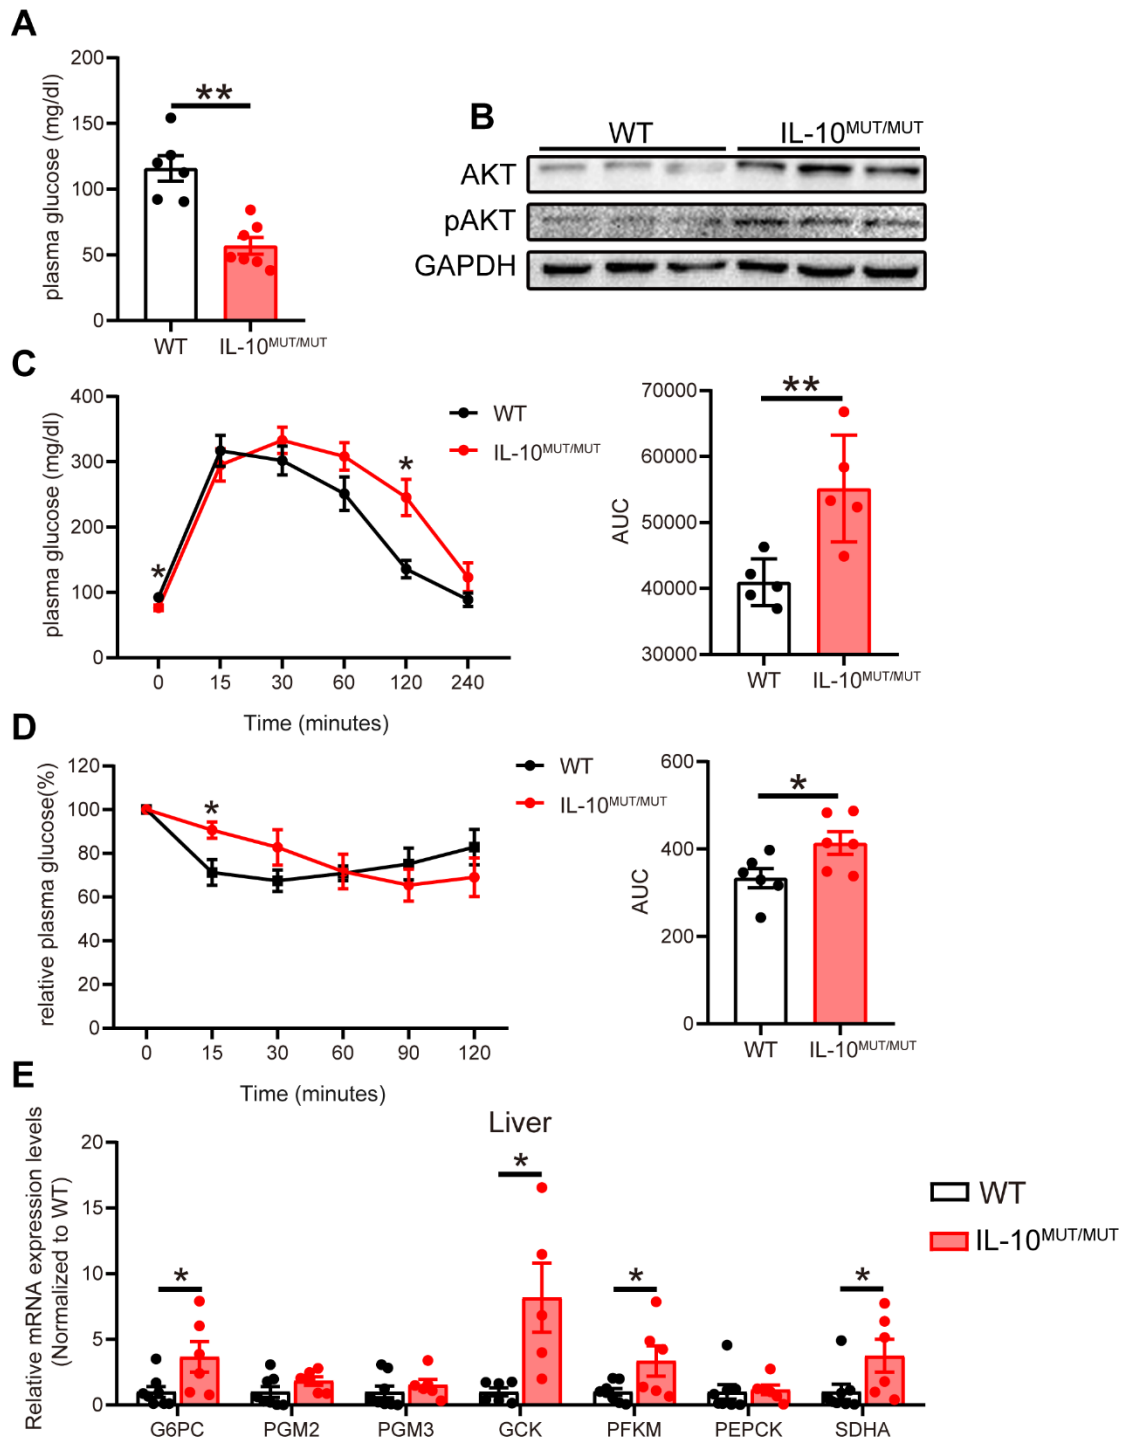 A
200
150
100
50
0
plasma glucose (mg/dl)
**
WT
IL-10MUT/MUT
B
WT
IL-10MUT/MUT
AKT
pAKT
GAPDH
C
400
300
200
100
0
plasma glucose (mg/dl)
*
*
WT
IL-10MUT/MUT
0 15 30 60 120 240
Time (minutes)
70000
60000
50000
40000
30000
AUC
**
WT
IL-10MUT/MUT
D
120
100
80
60
40
20
0
relative plasma glucose(%)
*
WT
IL-10MUT/MUT
0 15 30 60 90 120
Time (minutes)
600
400
200
0
AUC
*
WT
IL-10MUT/MUT
E
Liver
20
15
10
5
0
Relative mRNA expression levels
(Normalized to WT)
*
*
*
*
G6PC PGM2 PGM3 GCK PFKM PEPCK SDHA
WT
IL-10MUT/MUT